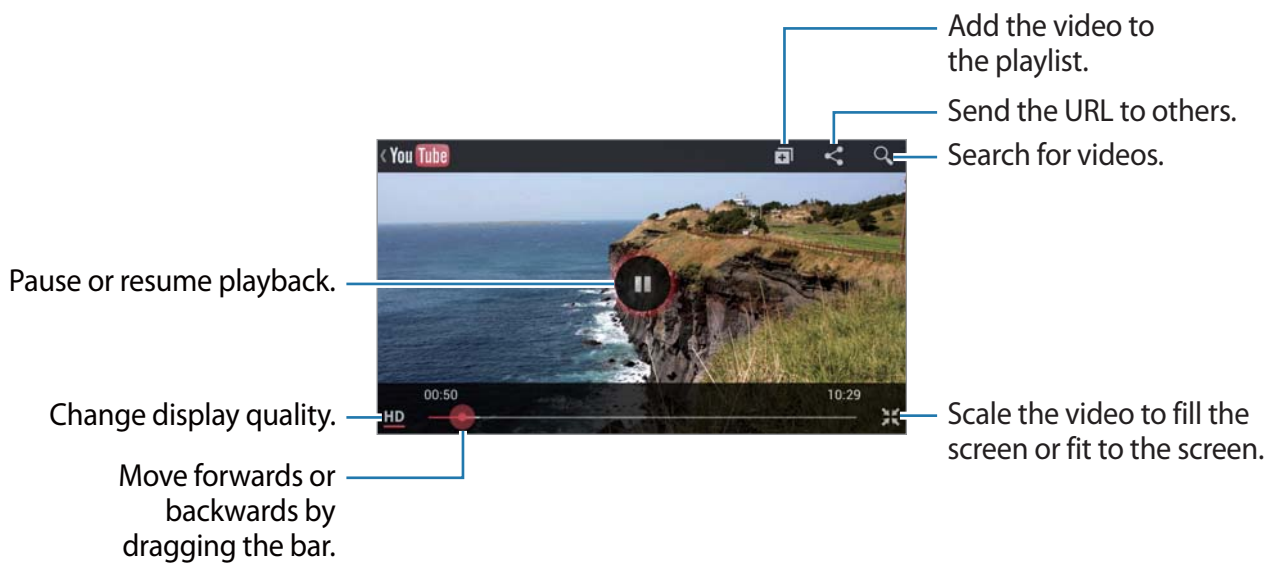 Add the video to
the playlist.
Send the URL to others.
Search for videos.
You Tube
Pause or resume playback.
00:50
10:29
HD
Change display quality.
Scale the video to fill the
screen or fit to the screen.
Move forwards or
backwards by
dragging the bar.